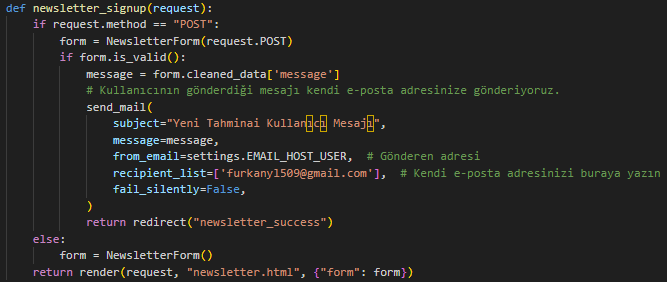 def newsletter_signup(request):
    if request.method == "POST":
        form = NewsletterForm(request.POST)
        if form.is_valid():
            message = form.cleaned_data['message']
            # Kullanıcının gönderdiği mesajı kendi e-posta adresinize gönderiyoruz.
            send_mail(
                subject="Yeni Tahminai Kullanıcı Mesajı",
                message=message,
                from_email=settings.EMAIL_HOST_USER,  # Gönderen adresi
                recipient_list=['furkanyl509@gmail.com'],  # Kendi e-posta adresinizi buraya yazın
                fail_silently=False,
            )
            return redirect("newsletter_success")
    else:
        form = NewsletterForm()
    return render(request, "newsletter.html", {"form": form})